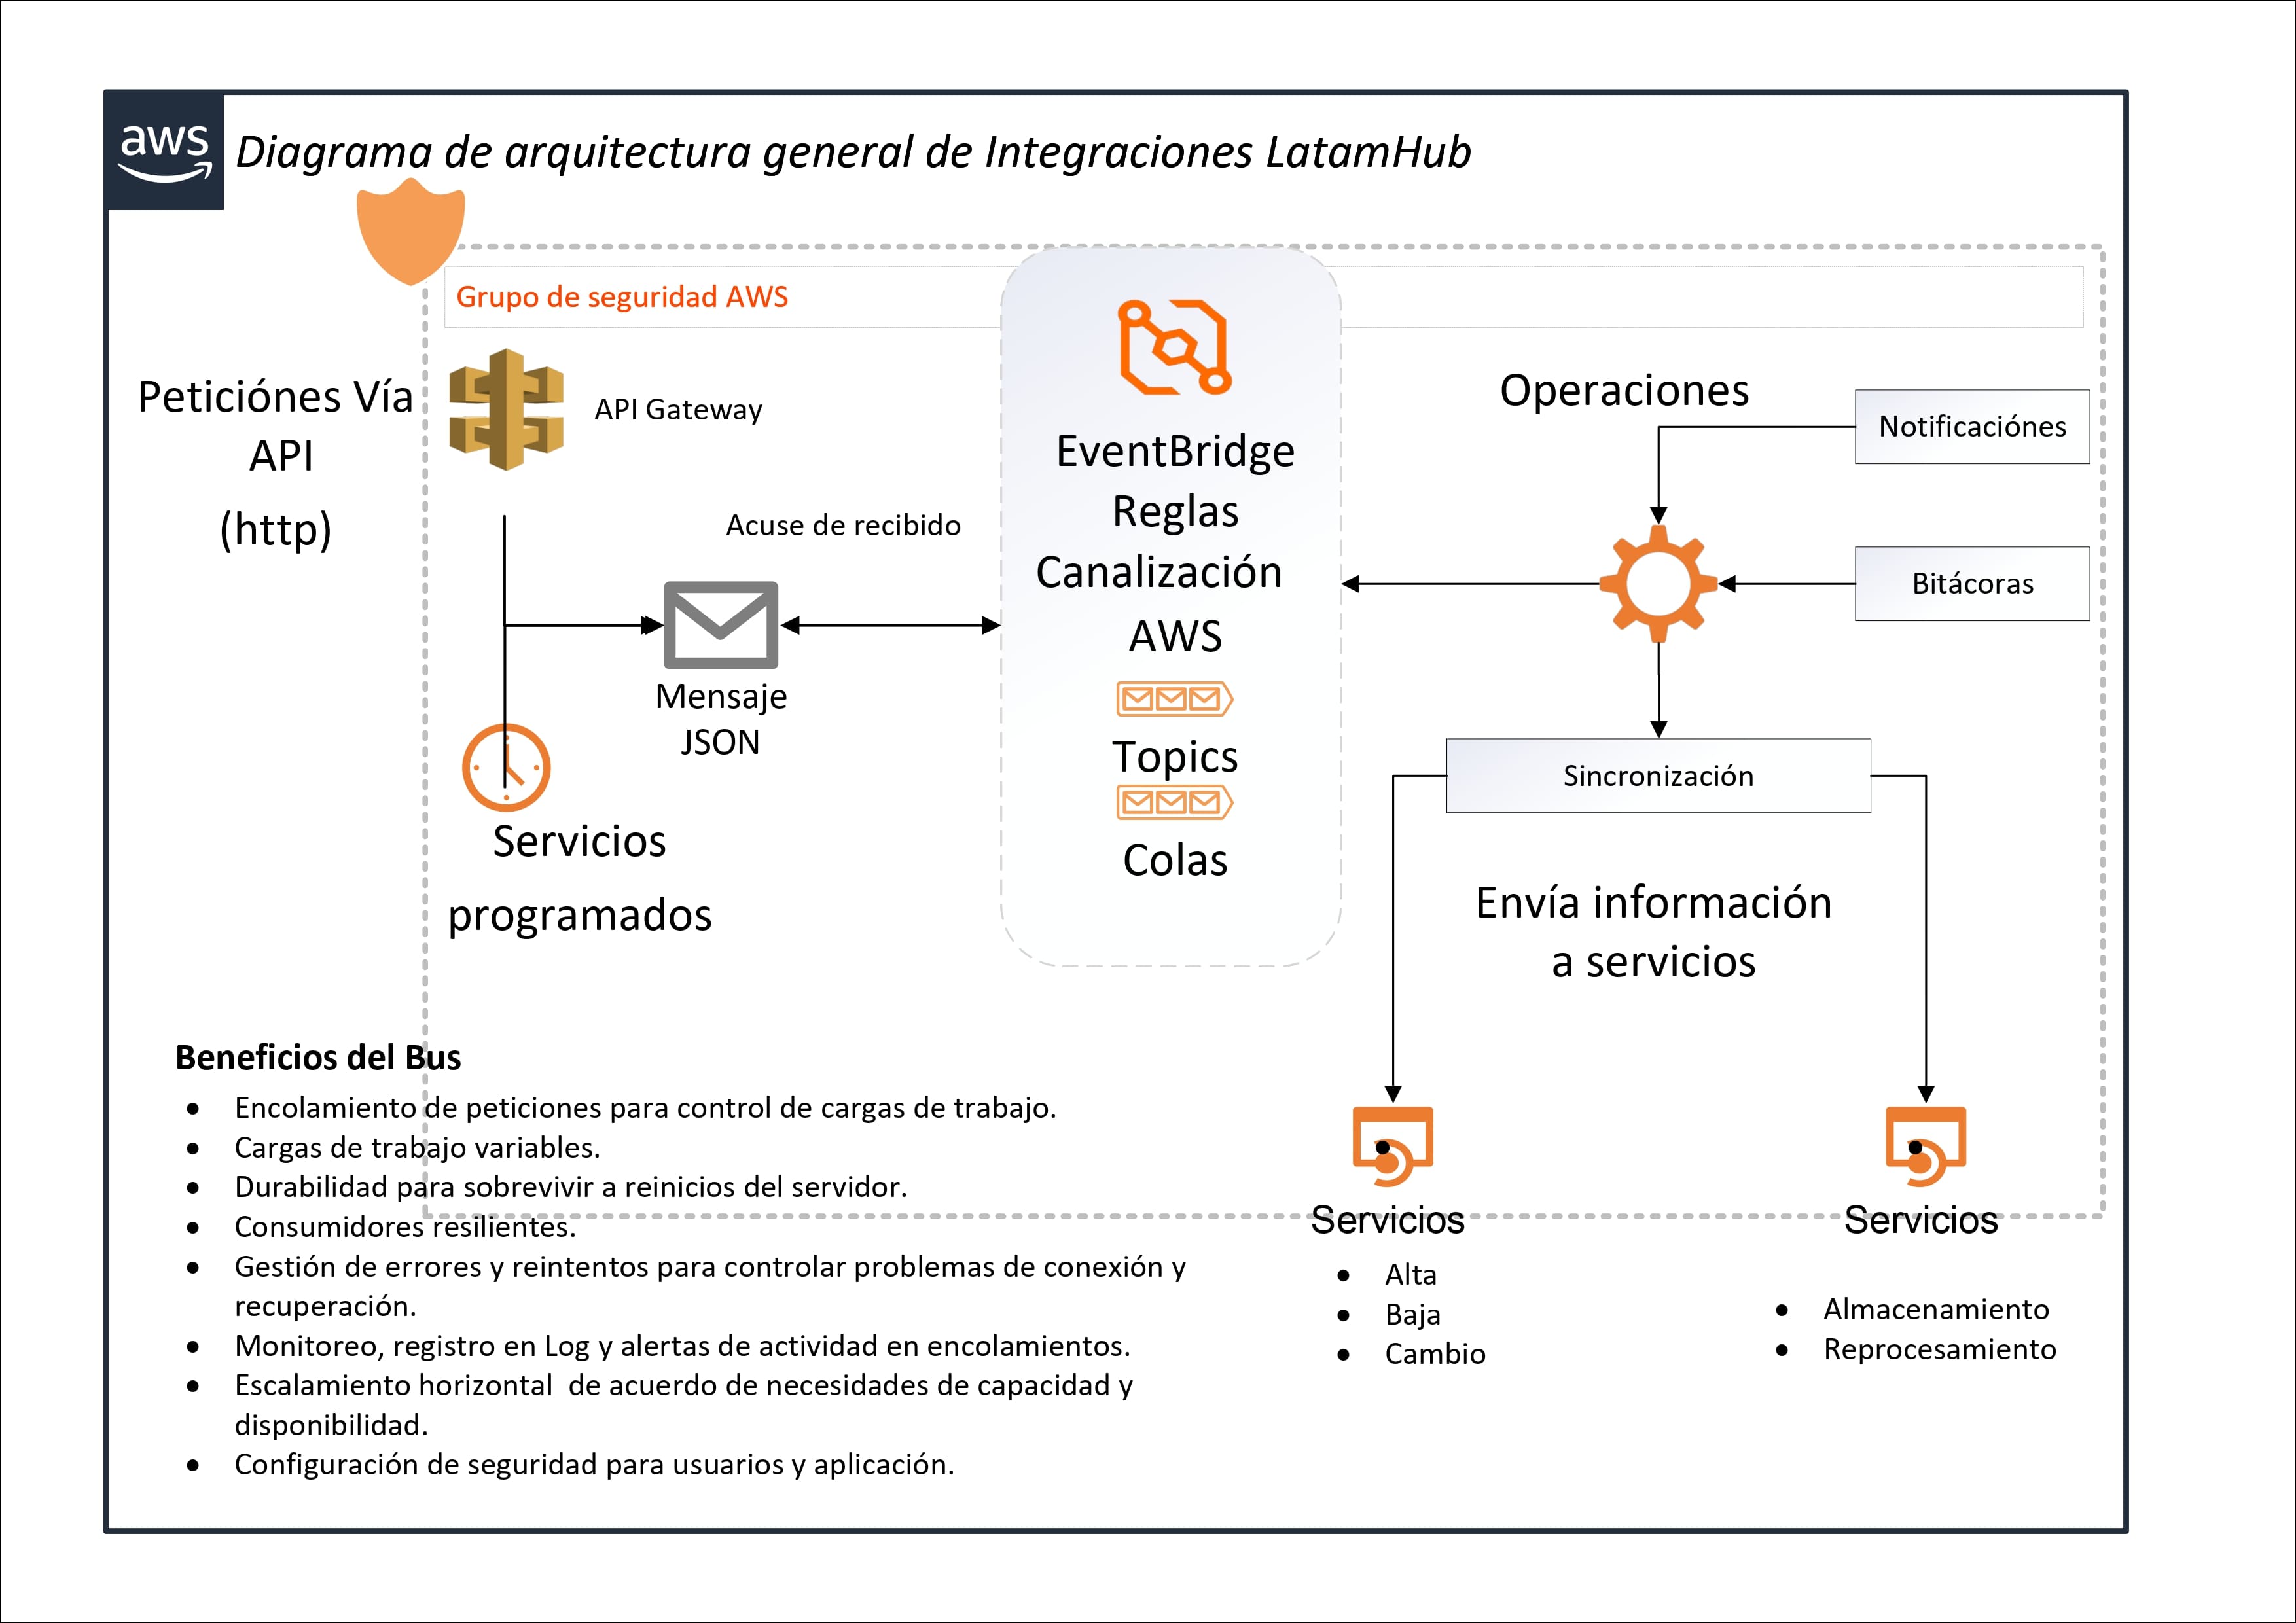 aws
Diagrama de arquitectura general de Integraciones LatamHub
Grupo de seguridad AWS
Peticiónes Vía
API
(http)
API Gateway
Acuse de recibido
Mensaje
JSON
Servicios
programados
EventBridge
Reglas
Canalización
AWS
Topics
Colas
Operaciones
Notificaciónes
Bitácoras
Sincronización
Envía información
a servicios
Beneficios del Bus
• Encolamiento de peticiones para control de cargas de trabajo.
• Cargas de trabajo variables.
• Durabilidad para sobrevivir a reinicios del servidor.
• Consumidores resilientes.
• Gestión de errores y reintentos para controlar problemas de conexión y
recuperación.
• Monitoreo, registro en Log y alertas de actividad en encolamientos.
• Escalamiento horizontal  de acuerdo de necesidades de capacidad y
disponibilidad.
• Configuración de seguridad para usuarios y aplicación.
Servicios
• Alta
• Baja
• Cambio
Servicios
• Almacenamiento
• Reprocesamiento